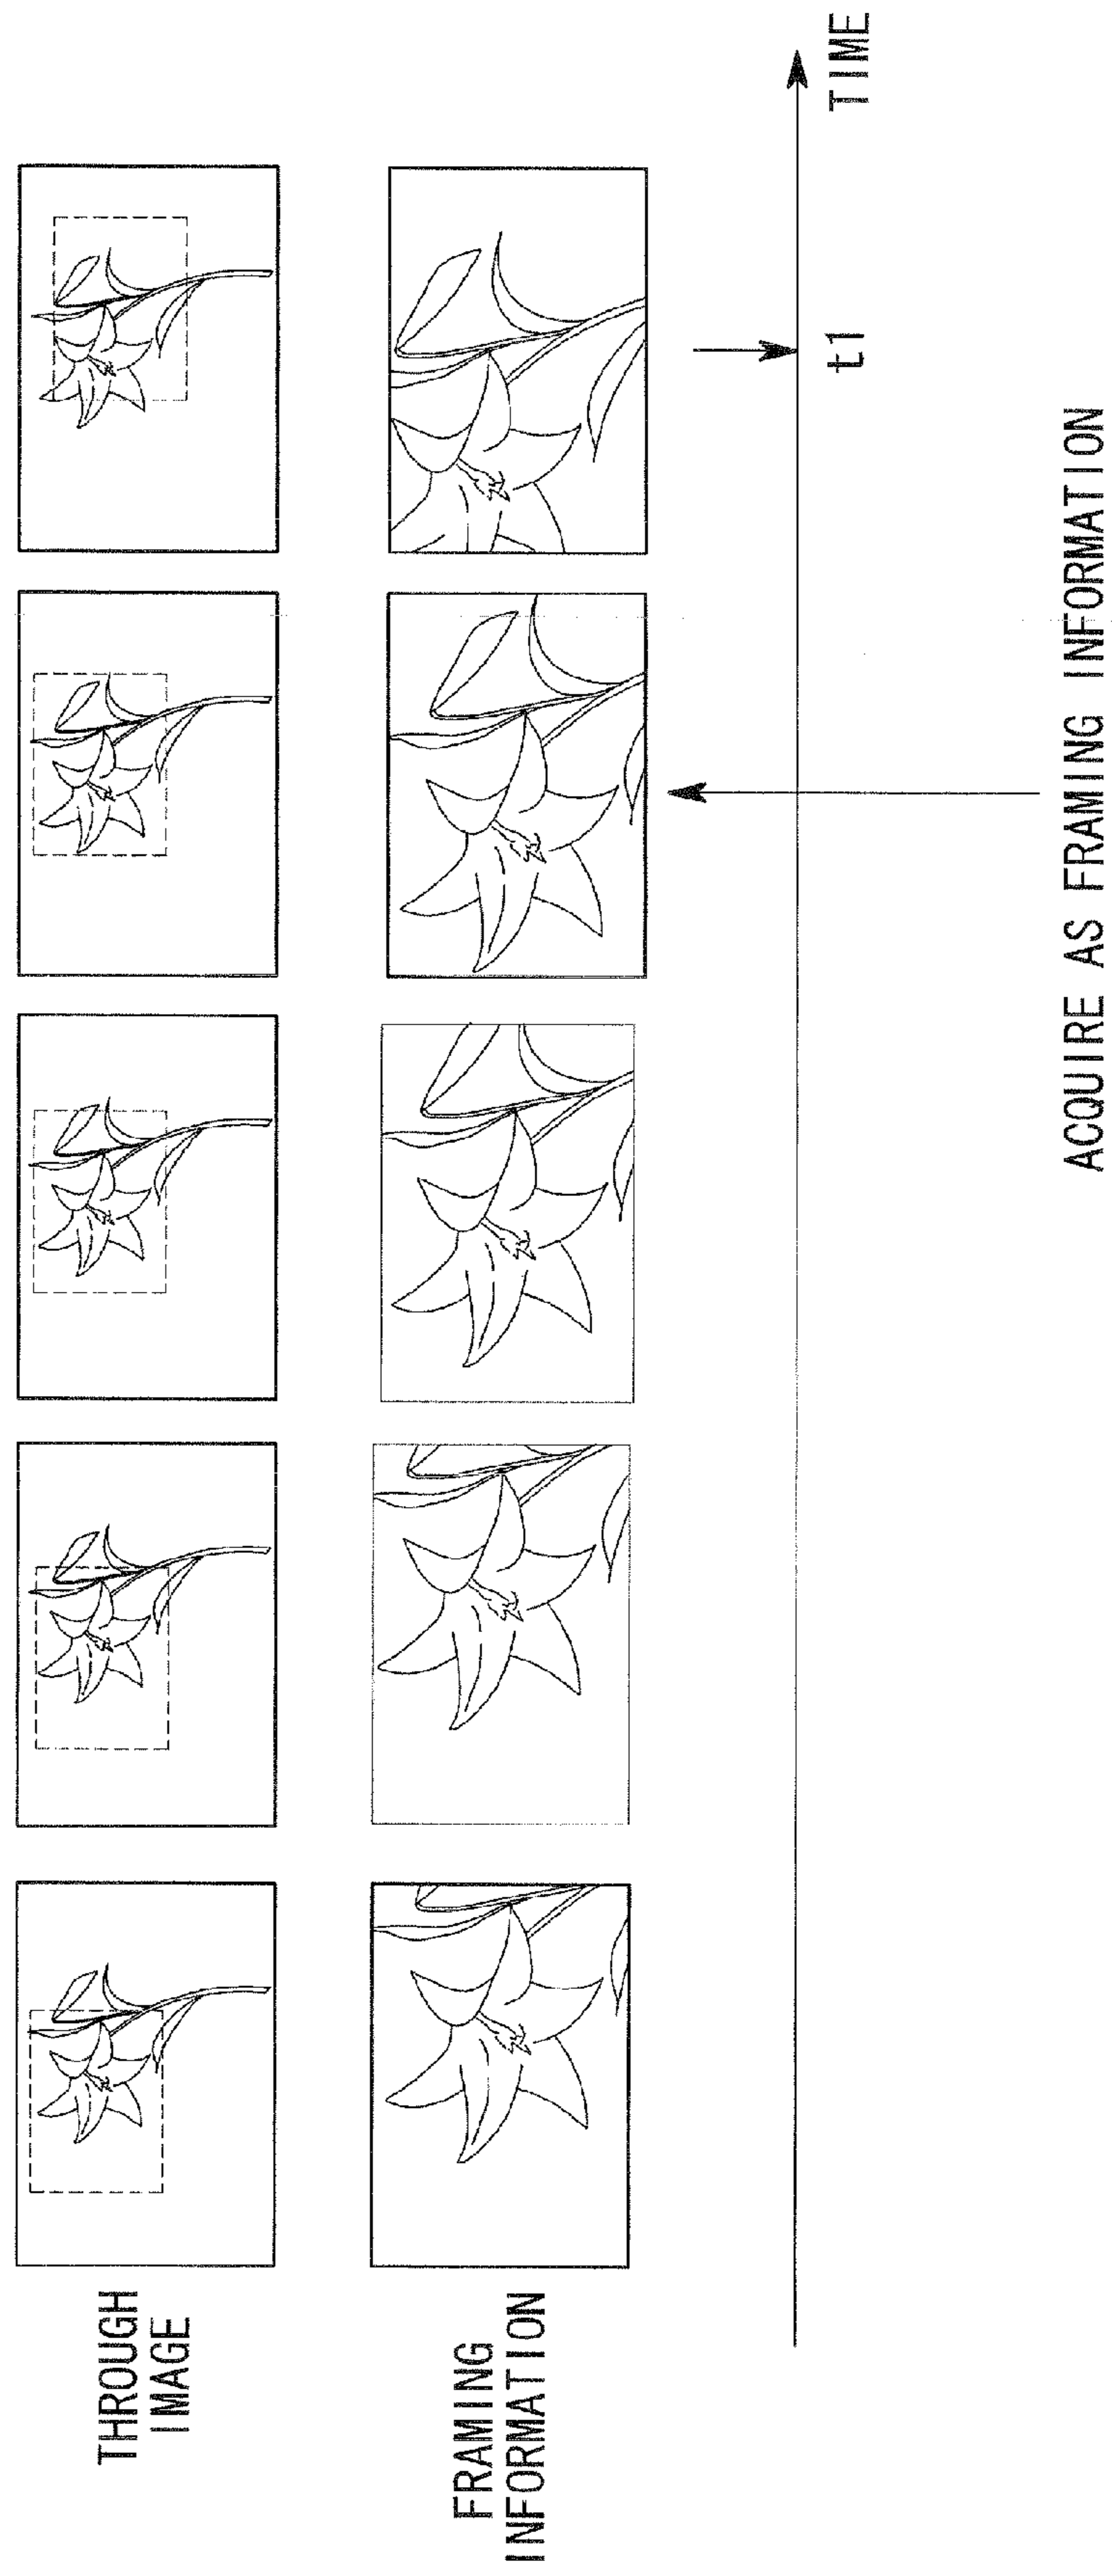 THROUGH
IMAGE
FRAMING
INFORMATION
t1
TIME
ACQUIRE AS FRAMING INFORMATION